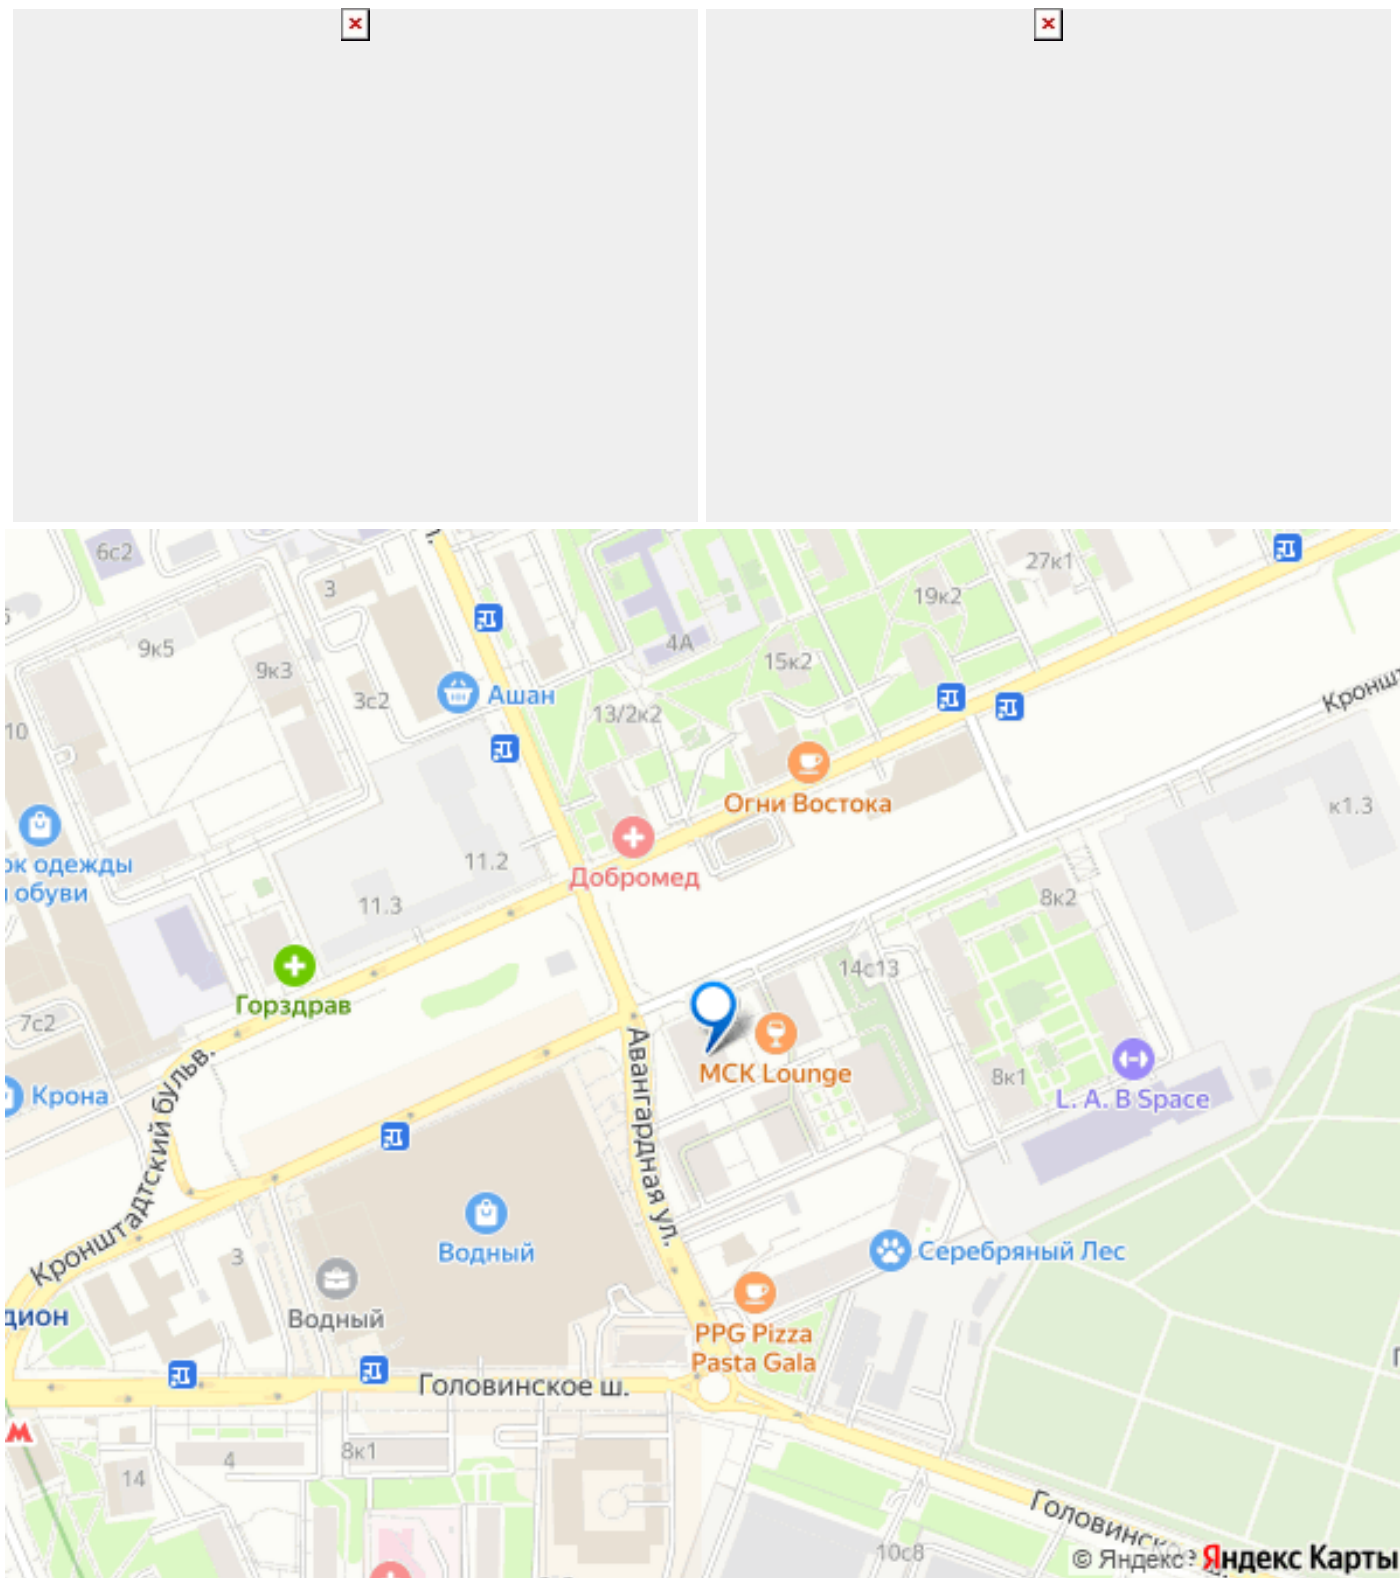 6с2
3
27к1
19к2
9к5
4А
9к3
15к2
3с2
Ашан
13/2к2
10
Огни Востока
к1.3
ок одежды
обуви
11.2
Добромед
11.3
8к2
14с13
Горздрав
7с2
Авангардная ул.
МСК Lounge
8к1
L. A. B Space
Крона
Кронштадтский бульв.
Водный
Серебряный Лес
3
Водный
дион
PPG Pizza
Pasta Gala
Головинское ш.
8к1
4
14
Головинское
10с8
© Яндекс
Яндекс Карты